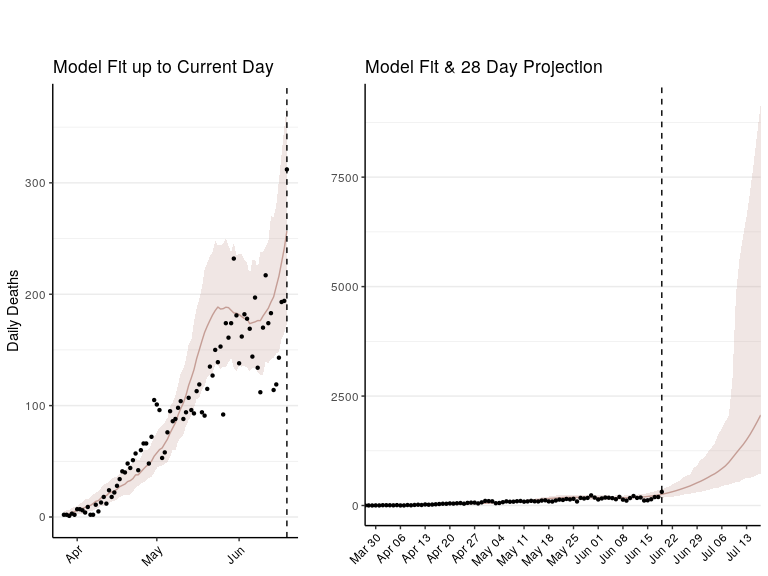 Model Fit up to Current Day
Daily Deaths
300
200
100
0
Apr
May
Jun
Model Fit & 28 Day Projection
7500
5000
2500
0
Mar 30
Apr 06
Apr 13
Apr 20
Apr 27
May 04
May 11
May 18
May 25
Jun 01
Jun 08
Jun 15
Jun 22
Jun 29
Jul 06
Jul 13